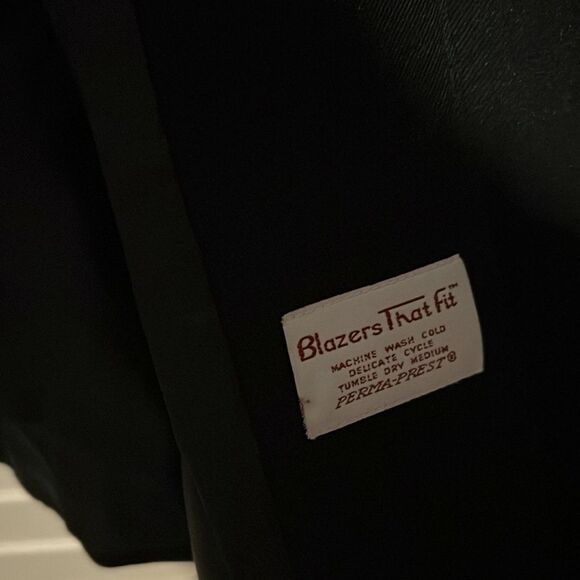 Blazers That Fit™
MACHINE WASH COLD
DELICATE CYCLE
TUMBLE DRY MEDIUM
PERMA-PREST®